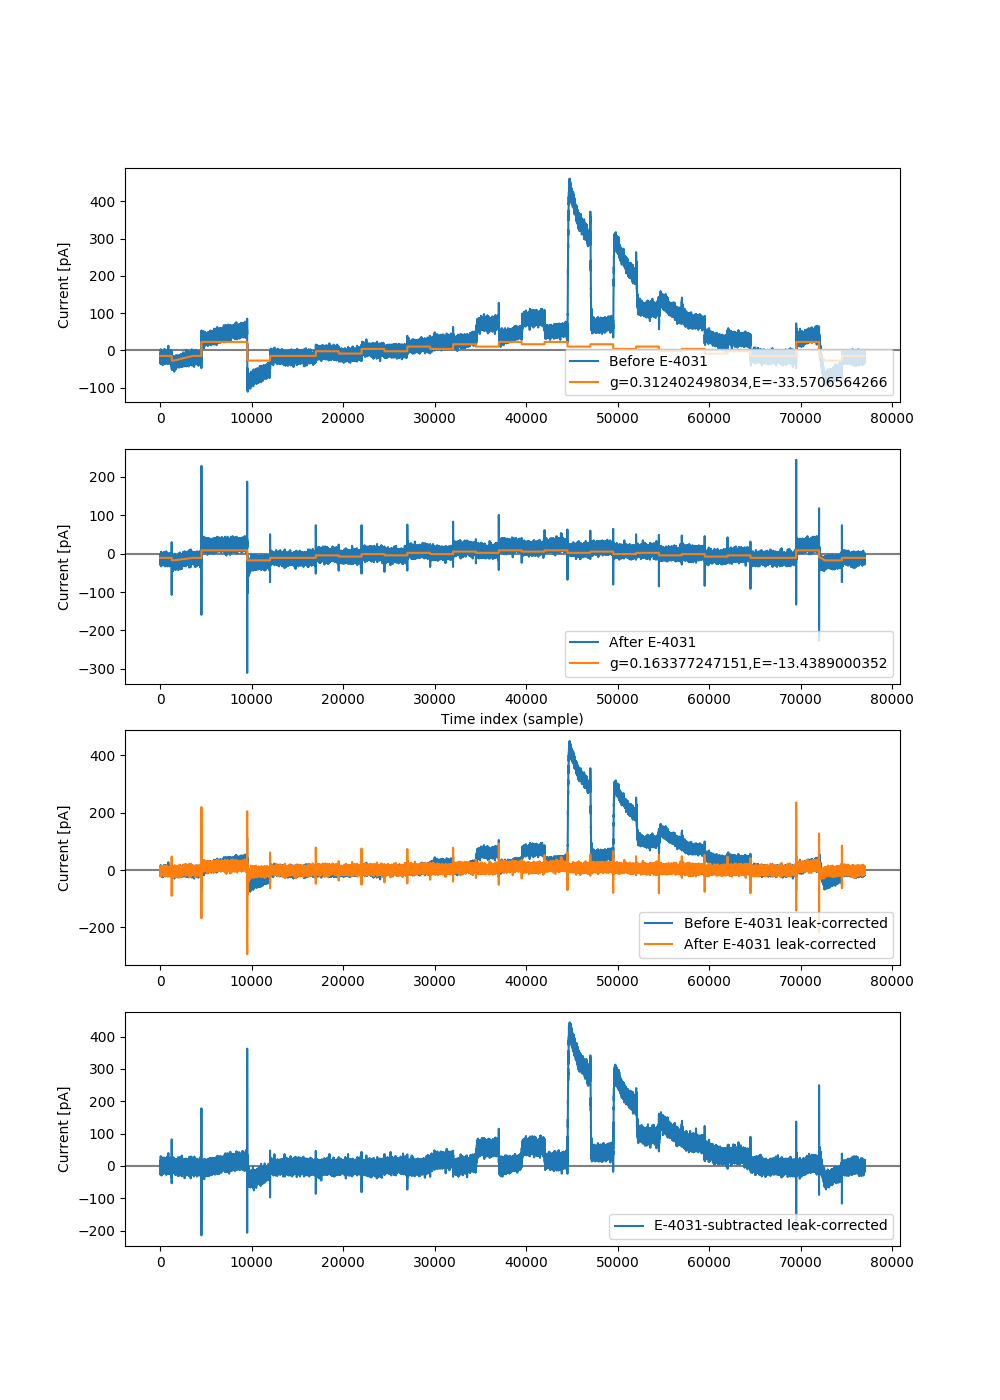 400
300
200
100
0
−100
Current [pA]
Before E-4031
g=0.312402498034,E=-33.5706564266
0 10000 20000 30000 40000 50000 60000 70000 80000
200
100
0
−100
−200
−300
Current [pA]
After E-4031
g=0.163377247151,E=-13.4389000352
0 10000 20000 30000 40000 50000 60000 70000 80000
Time index (sample)
400
200
0
−200
Current [pA]
Before E-4031 leak-corrected
After E-4031 leak-corrected
0 10000 20000 30000 40000 50000 60000 70000 80000
400
300
200
100
0
−100
−200
Current [pA]
E-4031-subtracted leak-corrected
0 10000 20000 30000 40000 50000 60000 70000 80000